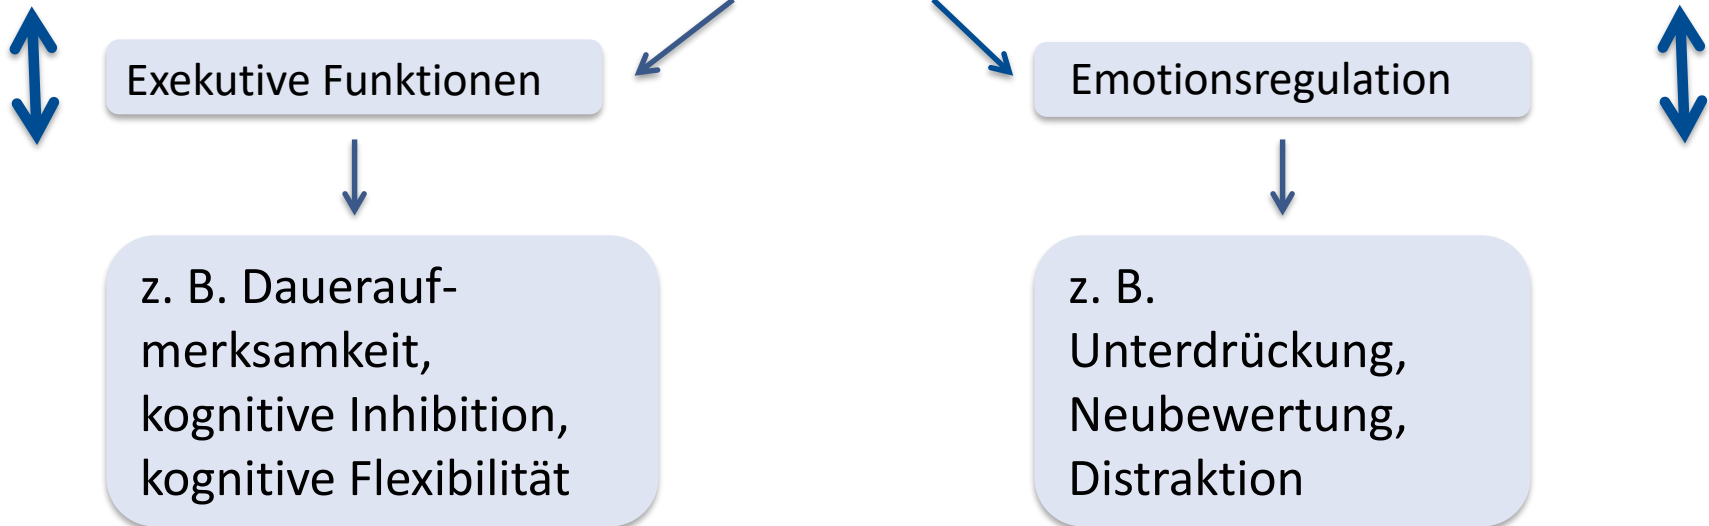 Exekutive Funktionen
Emotionsregulation
z. B. Dauerauf-
merksamkeit,
kognitive Inhibition,
kognitive Flexibilität
z. B.
Unterdrückung,
Neubewertung,
Distraktion